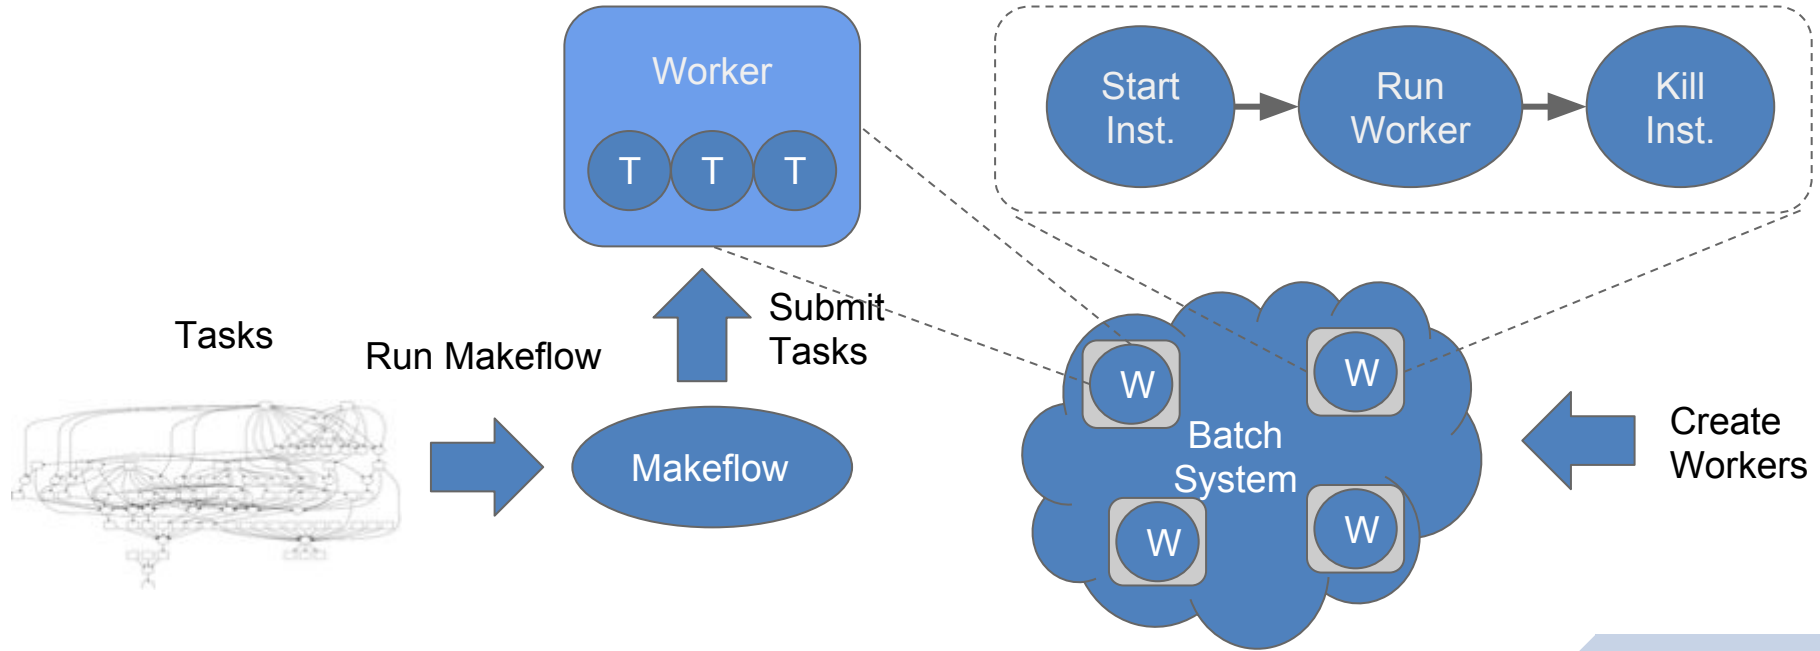 Worker
T T T
Start
Inst.
Run
Worker
Kill
Inst.
Tasks
Run Makeflow
Submit
Tasks
Makeflow
W
W
Batch
System
W
W
Create
Workers